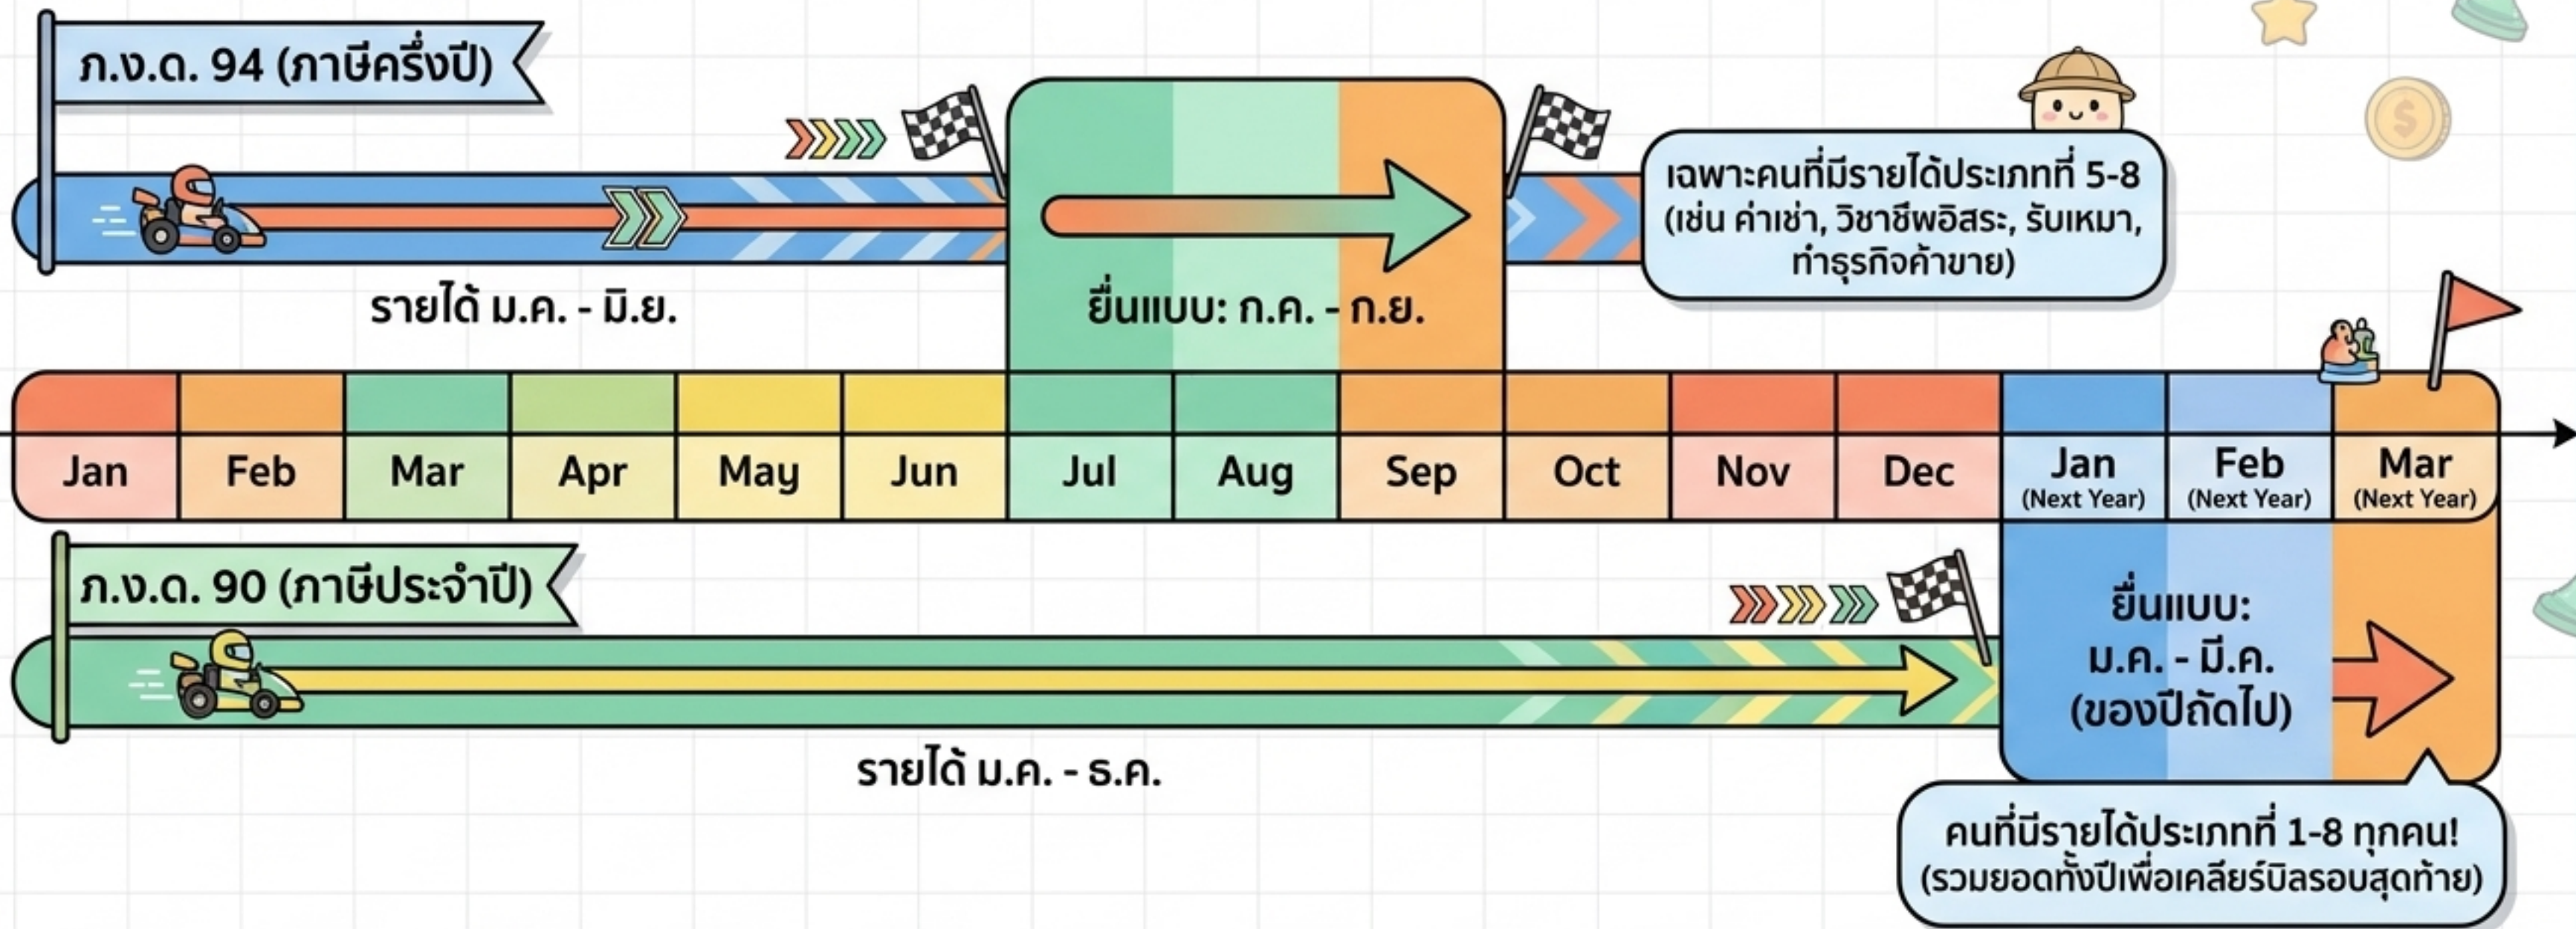 ภ.ง.ด. 94 (ภาษีครึ่งปี)
เฉพาะคนที่มีรายได้ประเภทที่ 5-8
(เช่น ค่าเช่า, วิชาชีพอิสระ, รับเหมา,
ทำธุรกิจค้าขาย)
รายได้ ม.ค. - มิ.ย.
ยื่นแบบ: ก.ค. - ก.ย.
Jan
Feb
Mar
Apr
May
Jun
Jul
Aug
Sep
Oct
Nov
Dec
Jan
(Next Year)
Feb
(Next Year)
Mar
(Next Year)
ภ.ง.ด. 90 (ภาษีประจำปี)
ยื่นแบบ:
ม.ค. - มี.ค.
(ของปีถัดไป)
รายได้ ม.ค. - ธ.ค.
คนที่นีรายได้ประเภทที่ 1-8 ทุกคน!
(รวมยอดทั้งปีเพื่อเคลียร์บิลรอบสุดท้าย)
$